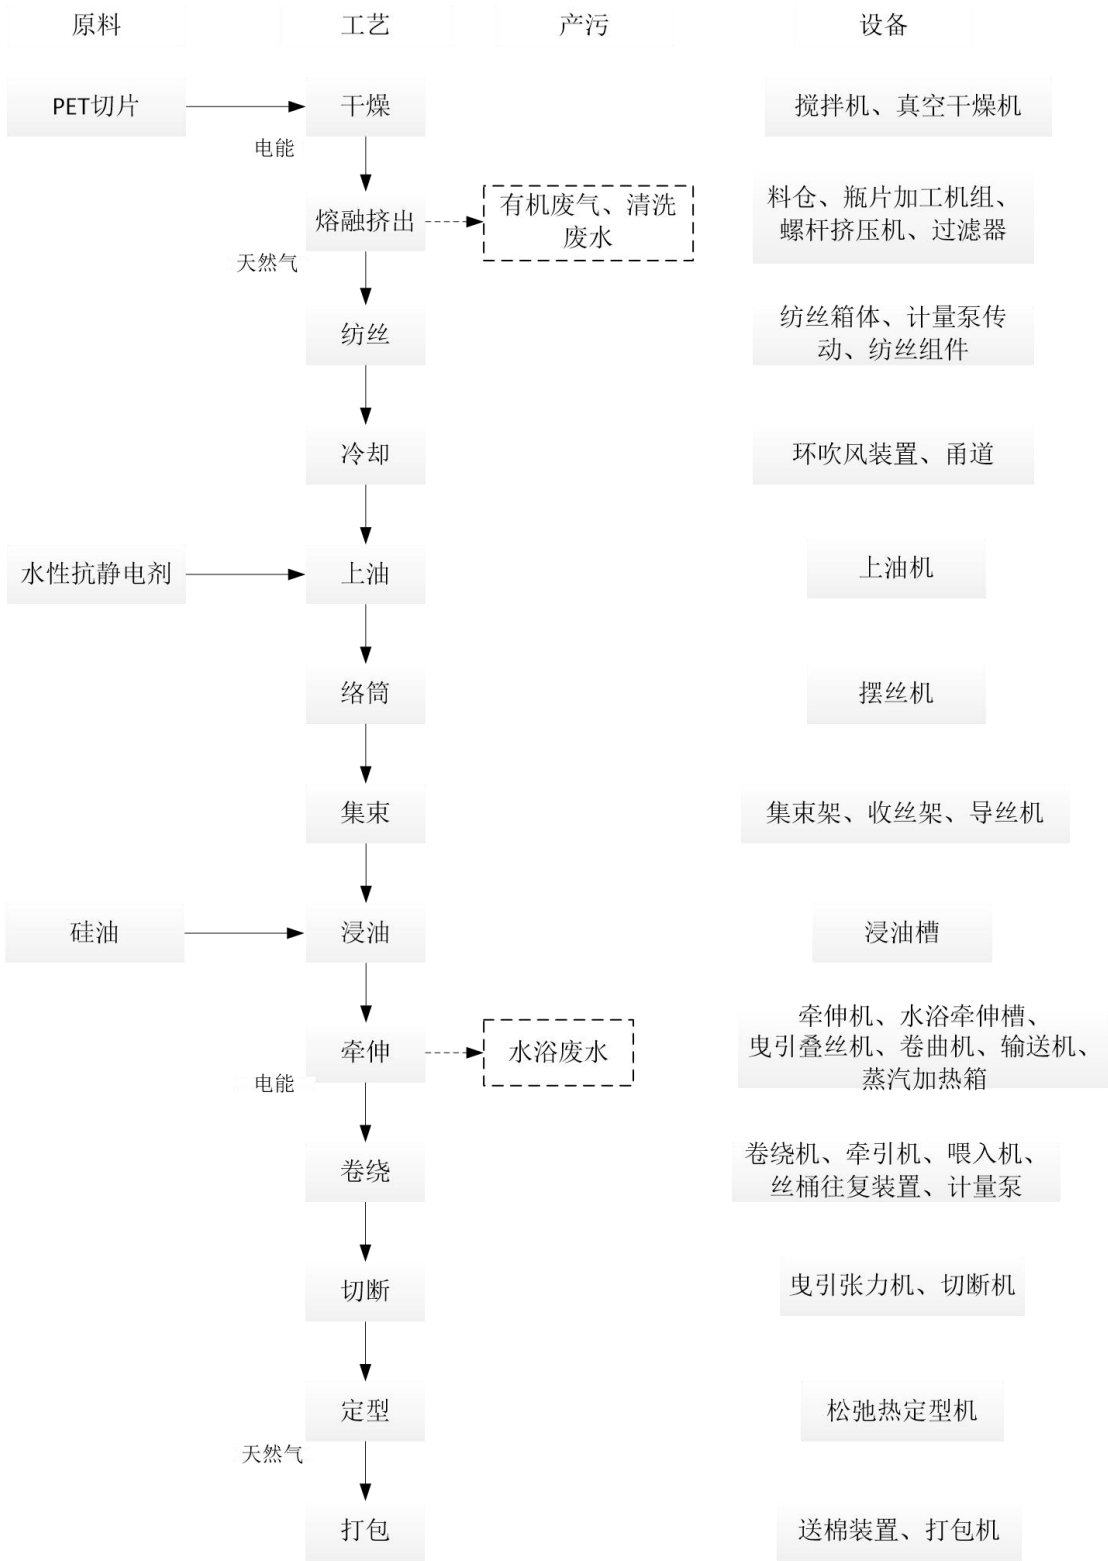 原料
工艺
产污
设备
PET切片
干燥
搅拌机、真空干燥机
电能
熔融挤出
有机废气、清洗
废水
料仓、瓶片加工机组、
螺杆挤压机、过滤器
天然气
纺丝
纺丝箱体、计量泵传
动、纺丝组件
冷却
环吹风装置、甬道
水性抗静电剂
上油
上油机
络筒
摆丝机
集束
集束架、收丝架、导丝机
硅油
浸油
浸油槽
牵伸
水浴废水
牵伸机、水浴牵伸槽、
曳引叠丝机、卷曲机、输送机、
蒸汽加热箱
电能
卷绕
卷绕机、牵引机、喂入机、
丝桶往复装置、计量泵
切断
曳引张力机、切断机
定型
松弛热定型机
天然气
打包
送棉装置、打包机